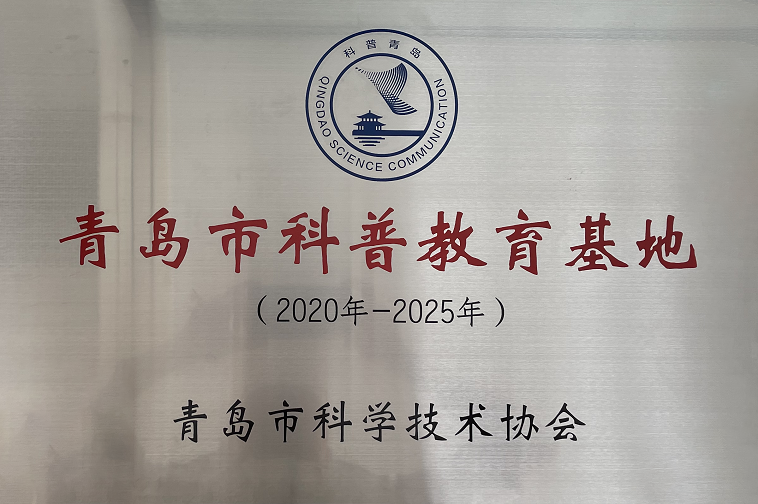 科普青岛
QINGDAO SCIENCE COMMUNICATION
青岛市科普教育基地
（2020年-2025年）
青岛市科学技术协会